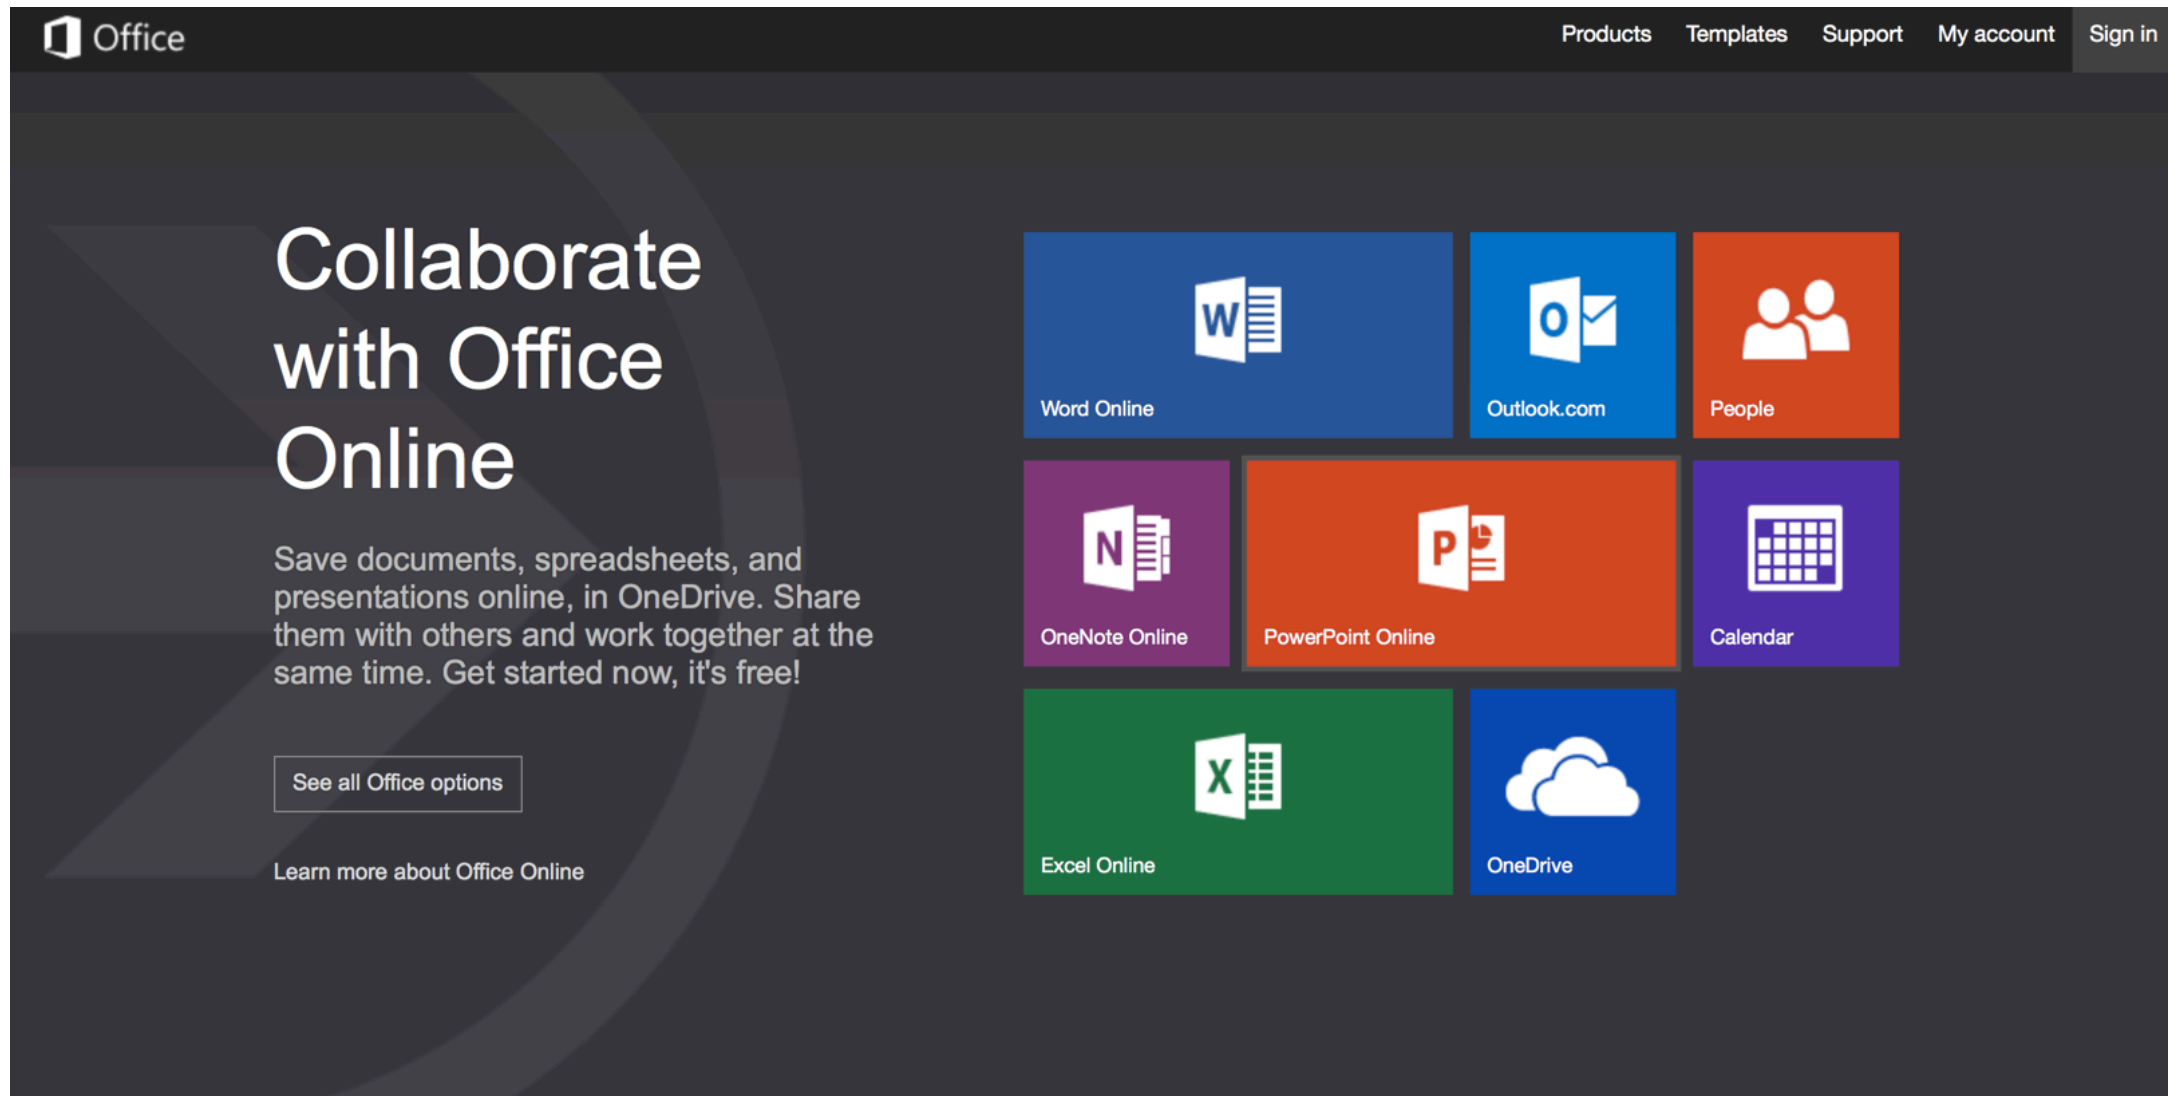 Office
Products Templates Support My account Sign in
Collaborate
with Office
Online
Save documents, spreadsheets, and
presentations online, in OneDrive. Share
them with others and work together at the
same time. Get started now, it's free!
See all Office options
Learn more about Office Online
W
Word Online
O
Outlook.com
People
N
OneNote Online
P
PowerPoint Online
Calendar
X
Excel Online
OneDrive